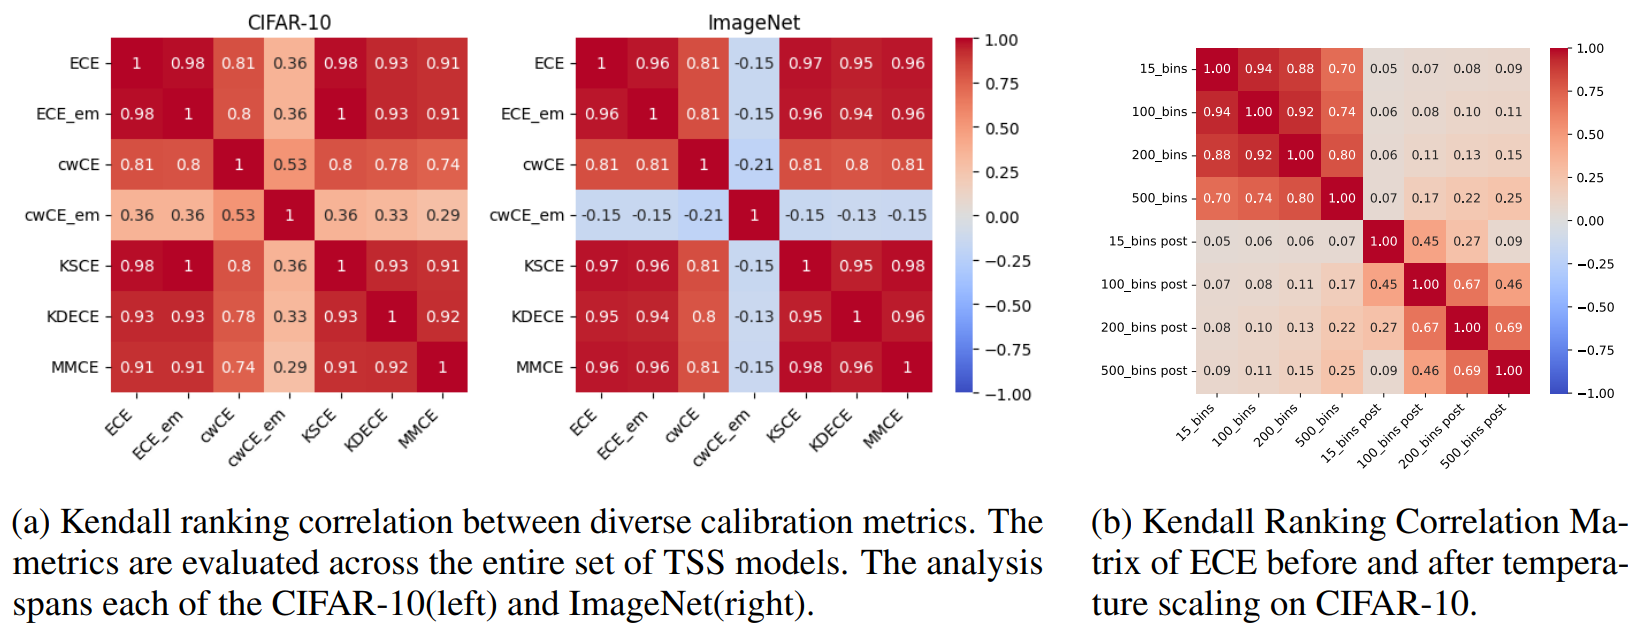 CIFAR-10
ECE 1 0.98 0.81 0.36 0.98 0.93 0.91
ECE_em 0.98 1 0.8 0.36 1 0.93 0.91
cwCE 0.81 0.8 1 0.53 0.8 0.78 0.74
cwCE_em 0.36 0.36 0.53 1 0.36 0.33 0.29
KSCE 0.98 1 0.8 0.36 1 0.93 0.91
KDECE 0.93 0.93 0.78 0.33 0.93 1 0.92
MMCE 0.91 0.91 0.74 0.29 0.91 0.92 1
ECE ECE_em cwCE cwCE_em KSCE KDECE MMCE
ImageNet
ECE 1 0.96 0.81 -0.15 0.97 0.95 0.96
ECE_em 0.96 1 0.81 -0.15 0.96 0.94 0.96
cwCE 0.81 0.81 1 -0.21 0.81 0.8 0.81
cwCE_em -0.15 -0.15 -0.21 1 -0.15 -0.13 -0.15
KSCE 0.97 0.96 0.81 -0.15 1 0.95 0.98
KDECE 0.95 0.94 0.8 -0.13 0.95 1 0.96
MMCE 0.96 0.96 0.81 -0.15 0.98 0.96 1
ECE ECE_em cwCE cwCE_em KSCE KDECE MMCE
1.00
0.75
0.50
0.25
0.00
−0.25
−0.50
−0.75
−1.00
(a) Kendall ranking correlation between diverse calibration metrics. The
metrics are evaluated across the entire set of TSS models. The analysis
spans each of the CIFAR-10(left) and ImageNet(right).
15_bins 1.00 0.94 0.88 0.70 0.05 0.07 0.08 0.09
100_bins 0.94 1.00 0.92 0.74 0.06 0.08 0.10 0.11
200_bins 0.88 0.92 1.00 0.80 0.06 0.11 0.13 0.15
500_bins 0.70 0.74 0.80 1.00 0.07 0.17 0.22 0.25
15_bins post 0.05 0.06 0.06 0.07 1.00 0.45 0.27 0.09
100_bins post 0.07 0.08 0.11 0.17 0.45 1.00 0.67 0.46
200_bins post 0.08 0.10 0.13 0.22 0.27 0.67 1.00 0.69
500_bins post 0.09 0.11 0.15 0.25 0.09 0.46 0.69 1.00
15_bins 100_bins 200_bins 500_bins 15_bins post 100_bins post 200_bins post 500_bins post
1.00
0.75
0.50
0.25
0.00
−0.25
−0.50
−0.75
−1.00
(b) Kendall Ranking Correlation Ma-
trix of ECE before and after tempera-
ture scaling on CIFAR-10.